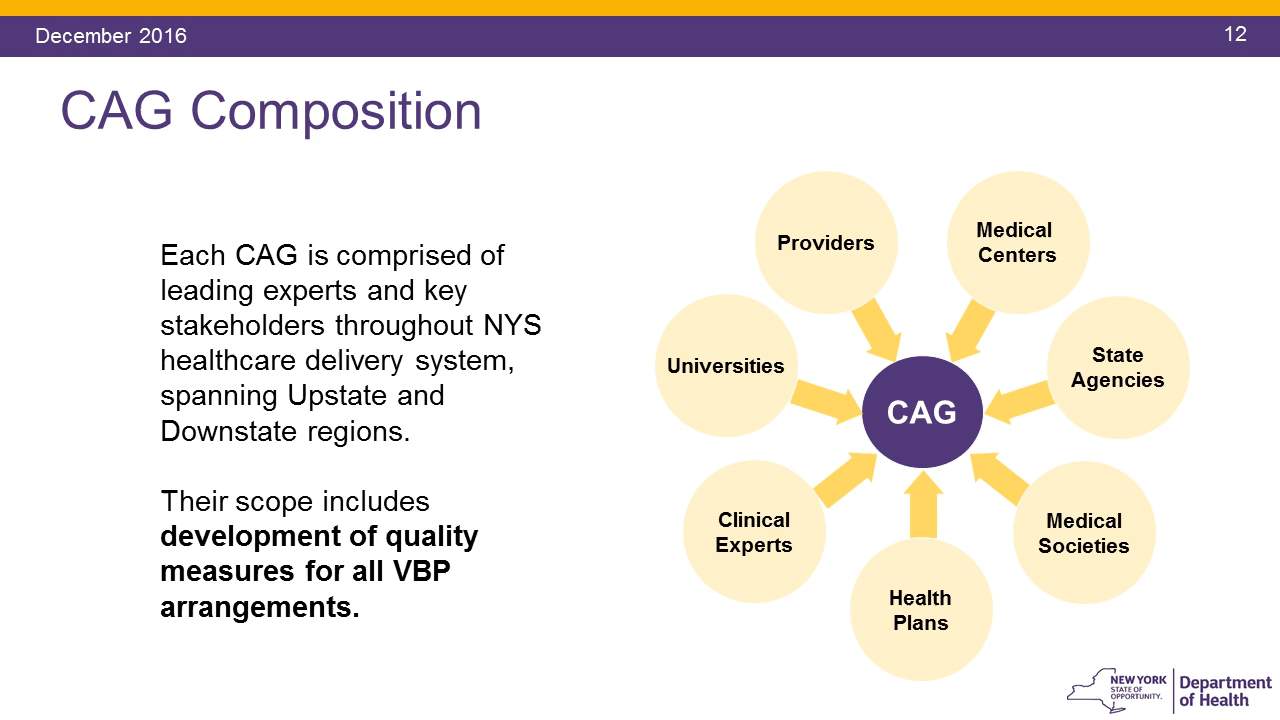 December 2016
12
CAG Composition
Each CAG is comprised of
leading experts and key
stakeholders throughout NYS
healthcare delivery system,
spanning Upstate and
Downstate regions.
Their scope includes
development of quality
measures for all VBP
arrangements.
Providers
Medical
Centers
Universities
State
Agencies
CAG
Clinical
Experts
Medical
Societies
Health
Plans
NEW YORK
STATE OF
OPPORTUNITY.
Department
of Health